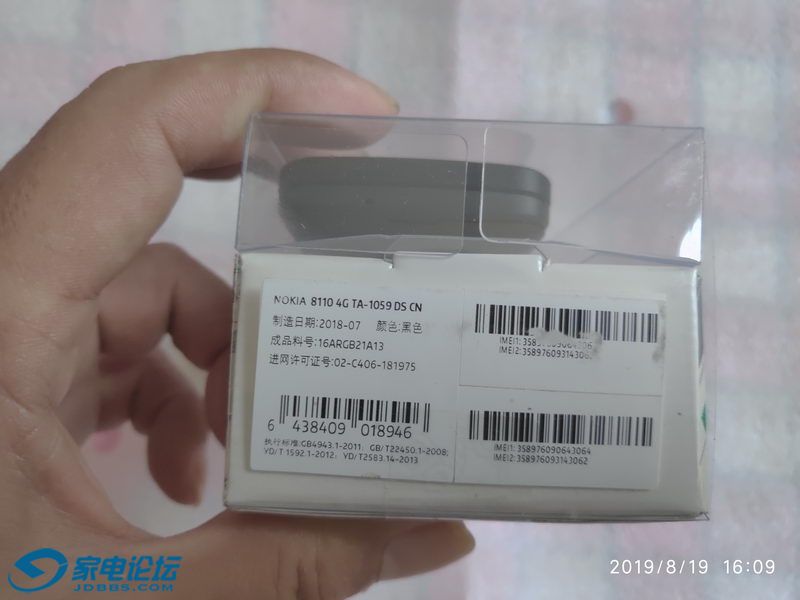 NOKIA 8110 4G TA-1059 DS CN
制造日期:2018-07 颜色:黑色
成品料号:16ARGB21A13
进网许可证号:02-C406-181975
6 438409 018946
执行标准:GB4943.1-2011; GB/T22450.1-2008;
YD/T 1592.1-2012; YD/T2583.14-2013
IMEI1:
IMEI2:
IMEI1: 358976090643064
IMEI2: 358976093143062
家电论坛
JDBBS.COM
2019/8/19 16:09